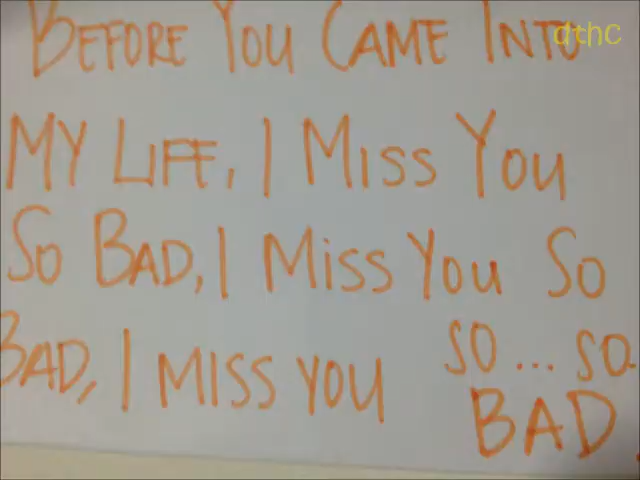 BEFORE YOU CAME INTO
dthc
MY LIFE, I MISS YOU
SO BAD, I MISS YOU SO
BAD, I MISS YOU SO... SO
BAD.